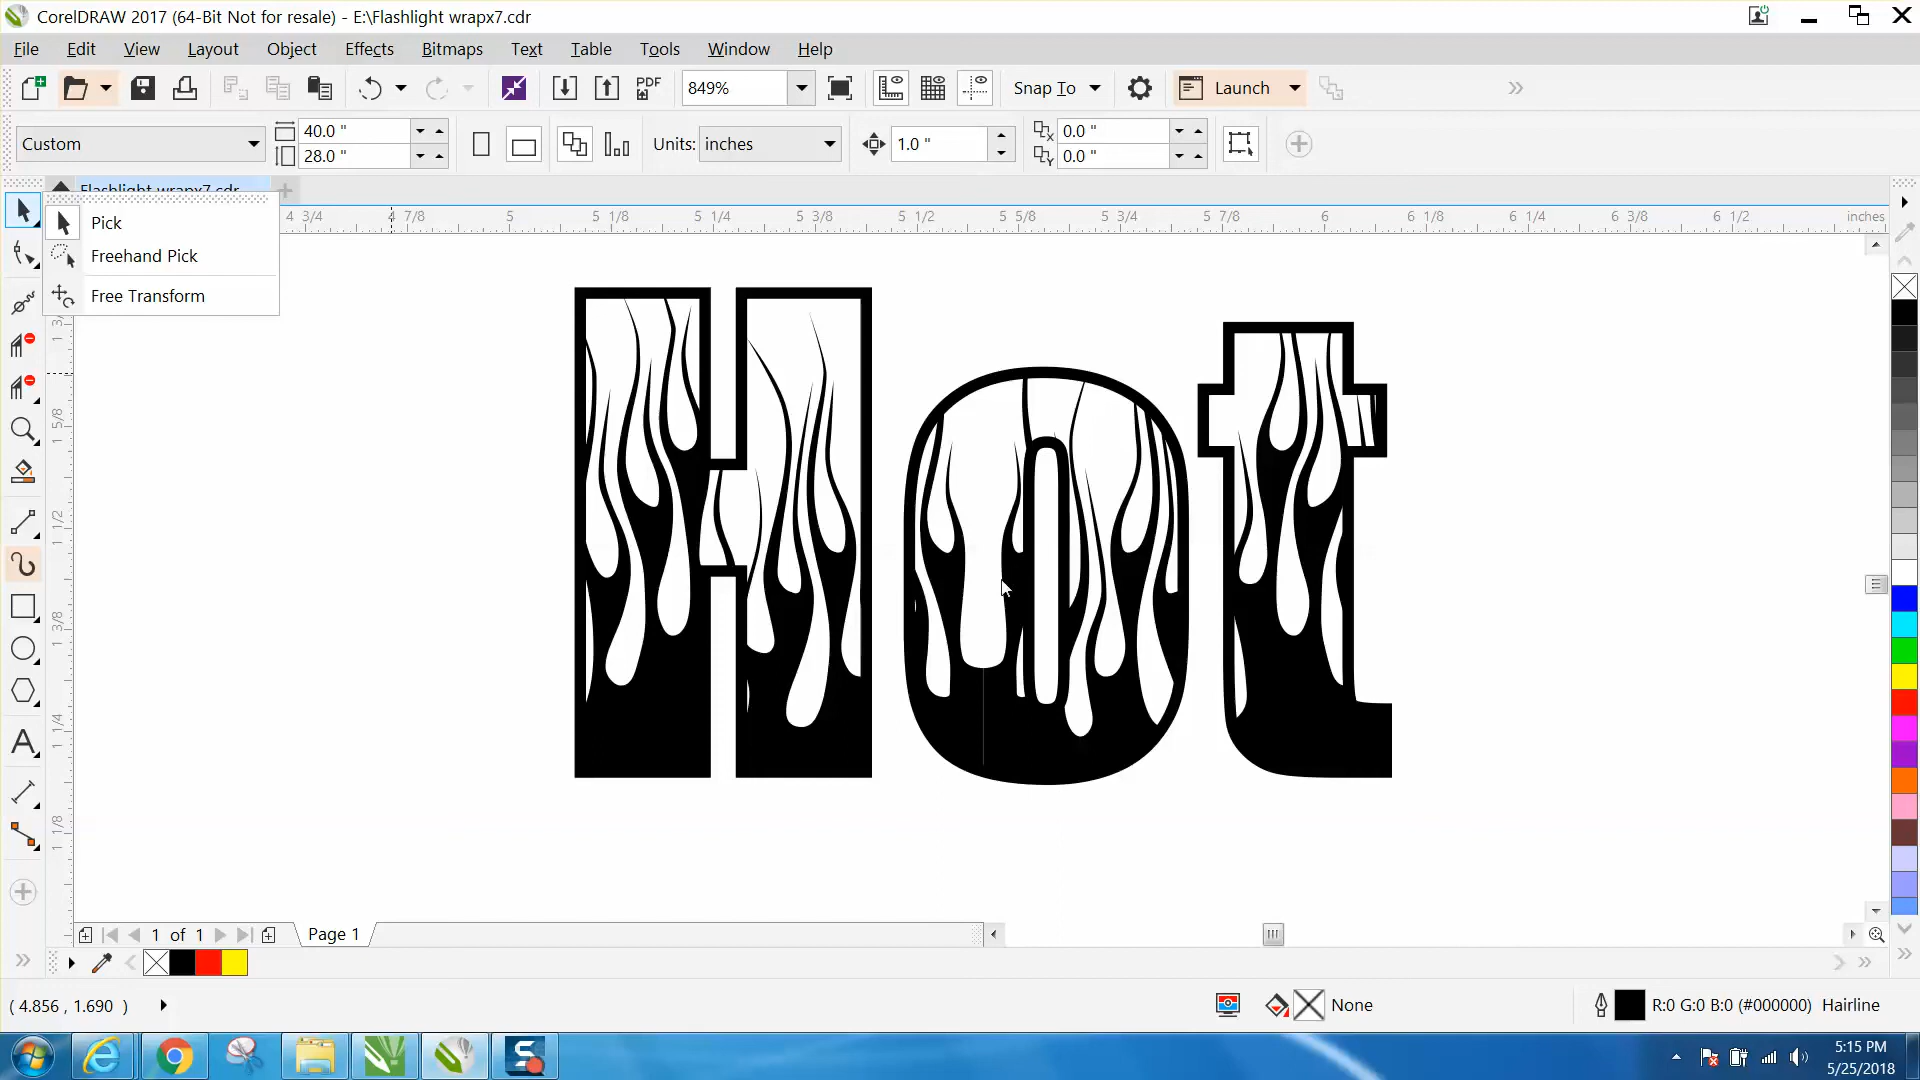 CorelDRAW 2017 (64-Bit Not for resale) - E:\Flashlight wrapx7.cdr
File Edit View Layout Object Effects Bitmaps Text Table Tools Window Help
PDF 849% Snap To Launch
Custom 40.0 " 28.0 " Units: inches 1.0 " 0.0 " 0.0 "
Flashlight wrapx7.cdr
4 3/4 4 7/8 5 5 1/8 5 1/4 5 3/8 5 1/2 5 5/8 5 3/4 5 7/8 6 6 1/8 6 1/4 6 3/8 6 1/2 inches
Pick
Freehand Pick
Free Transform
1 5/8
1 1/2
1 3/8
1 1/4
1 1/8
Hot
1 of 1 Page 1
( 4.856 , 1.690 ) None R:0 G:0 B:0 (#000000) Hairline
5:15 PM
5/25/2018